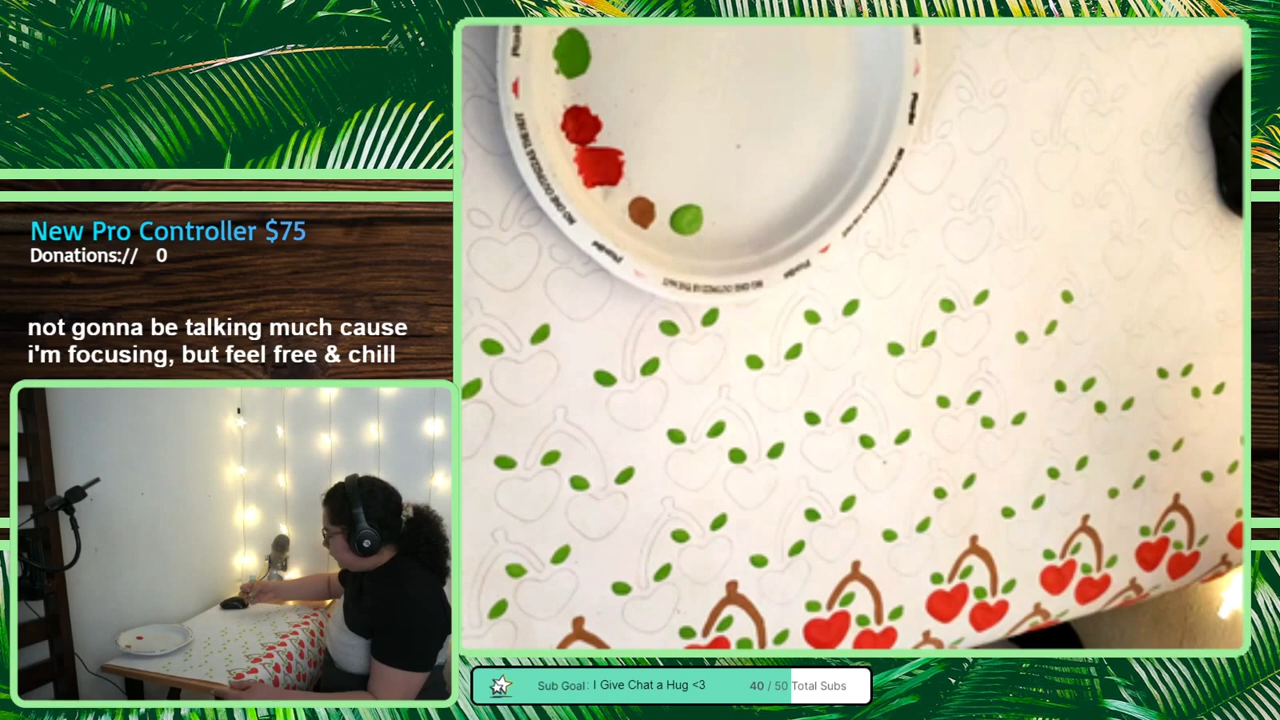 New Pro Controller $75
Donations:// 0
not gonna be talking much cause
i'm focusing, but feel free & chill
Sub Goal: I Give Chat a Hug <3 40 / 50 Total Subs